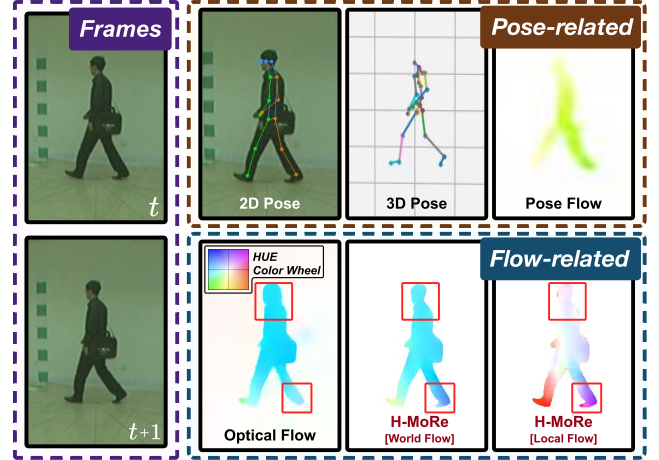 Frames
t
t+1
Pose-related
2D Pose
3D Pose
Pose Flow
Flow-related
HUE
Color Wheel
Optical Flow
H-MoRe
[World Flow]
H-MoRe
[Local Flow]